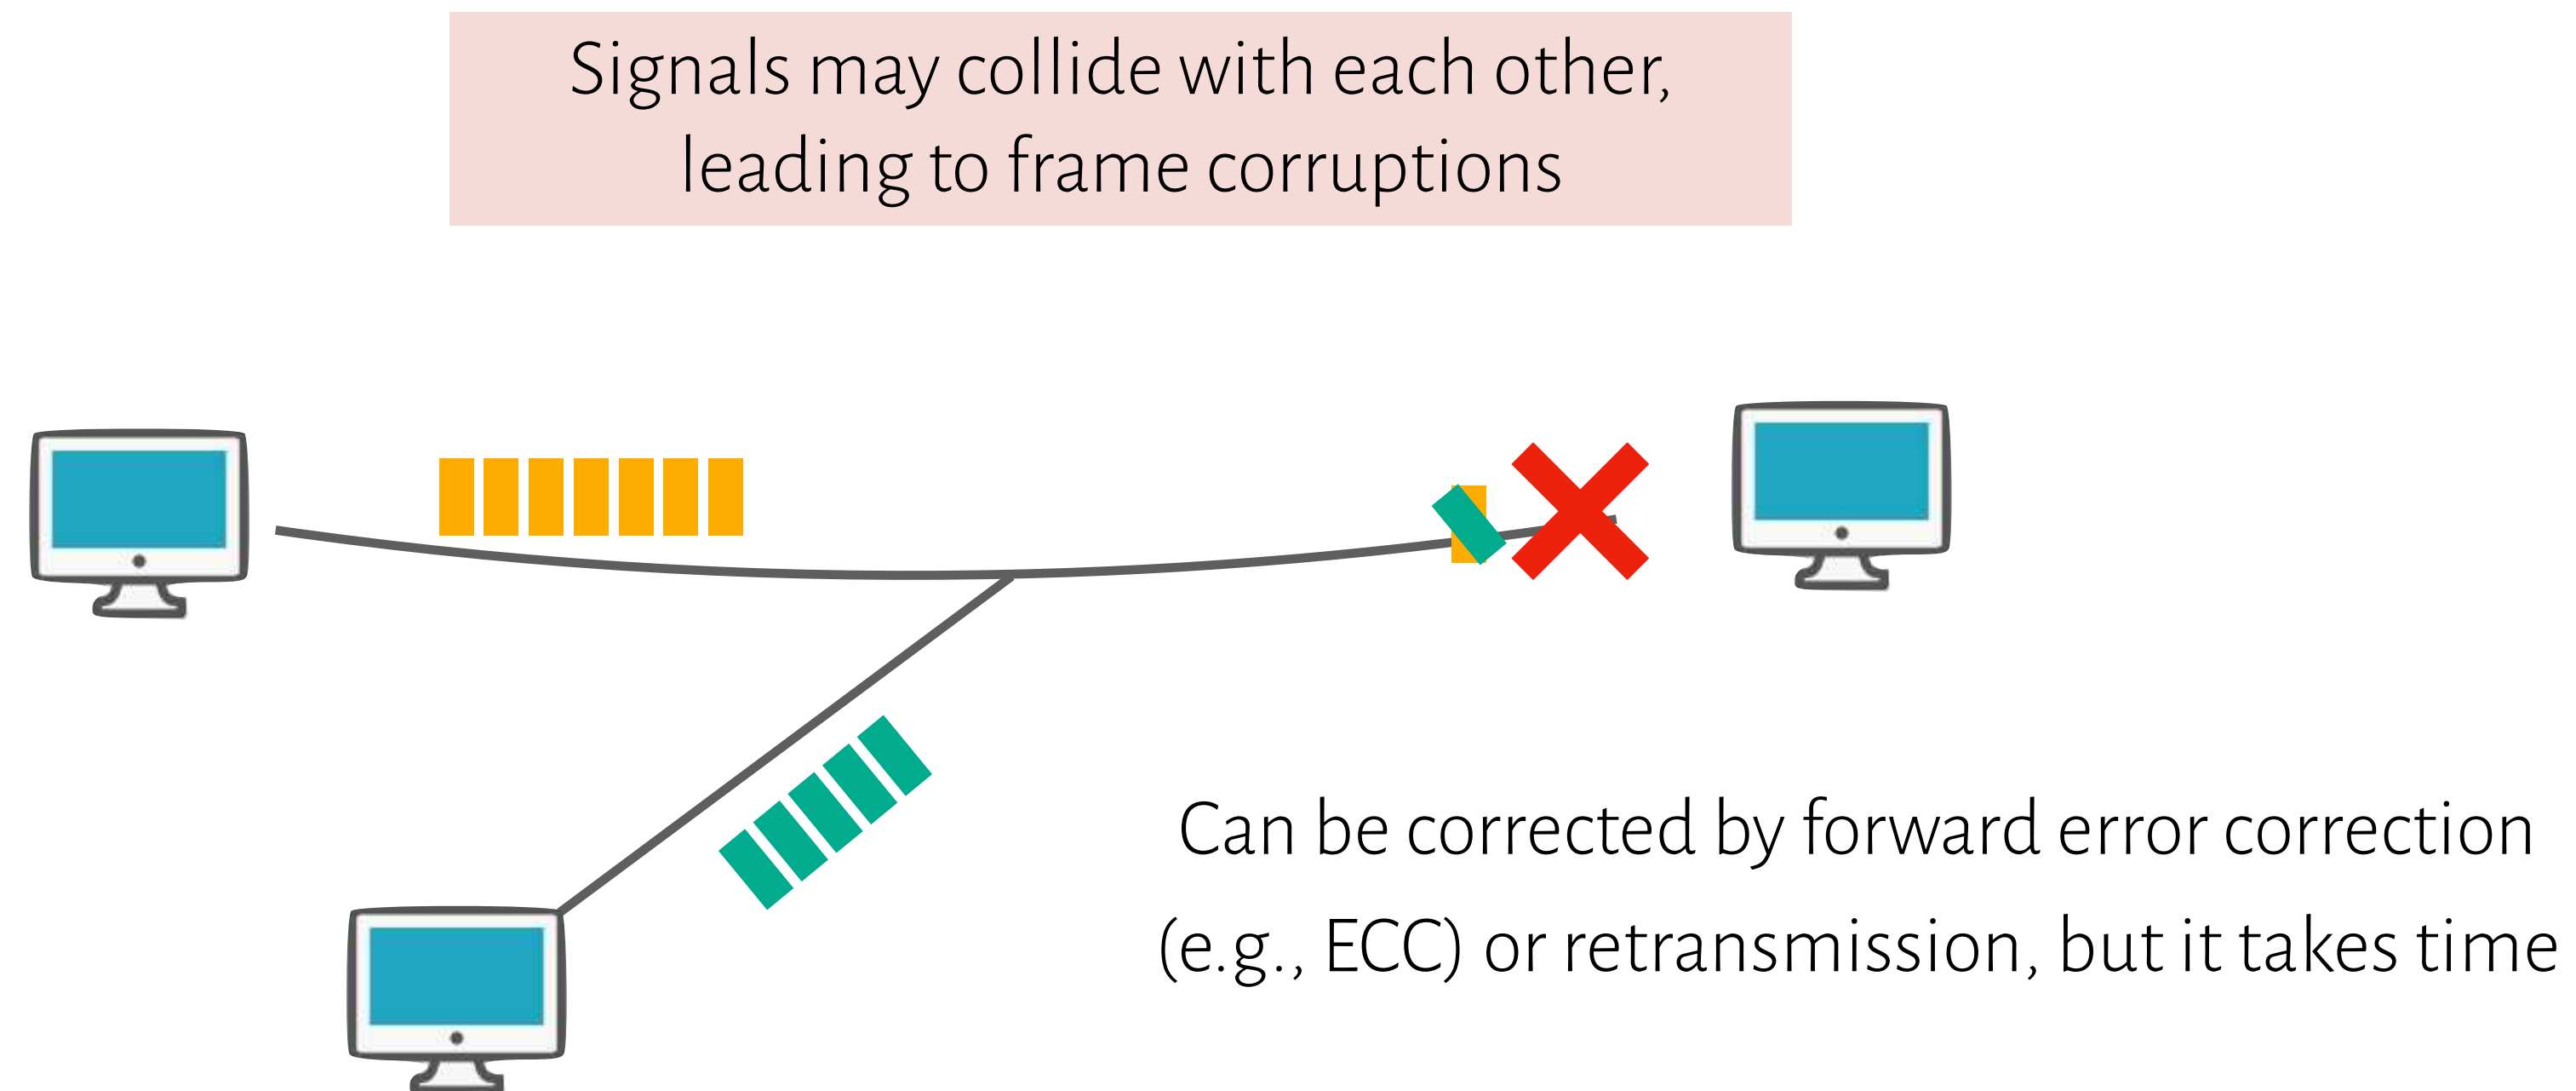 Signals may collide with each other,
leading to frame corruptions
Can be corrected by forward error correction
(e.g., ECC) or retransmission, but it takes time